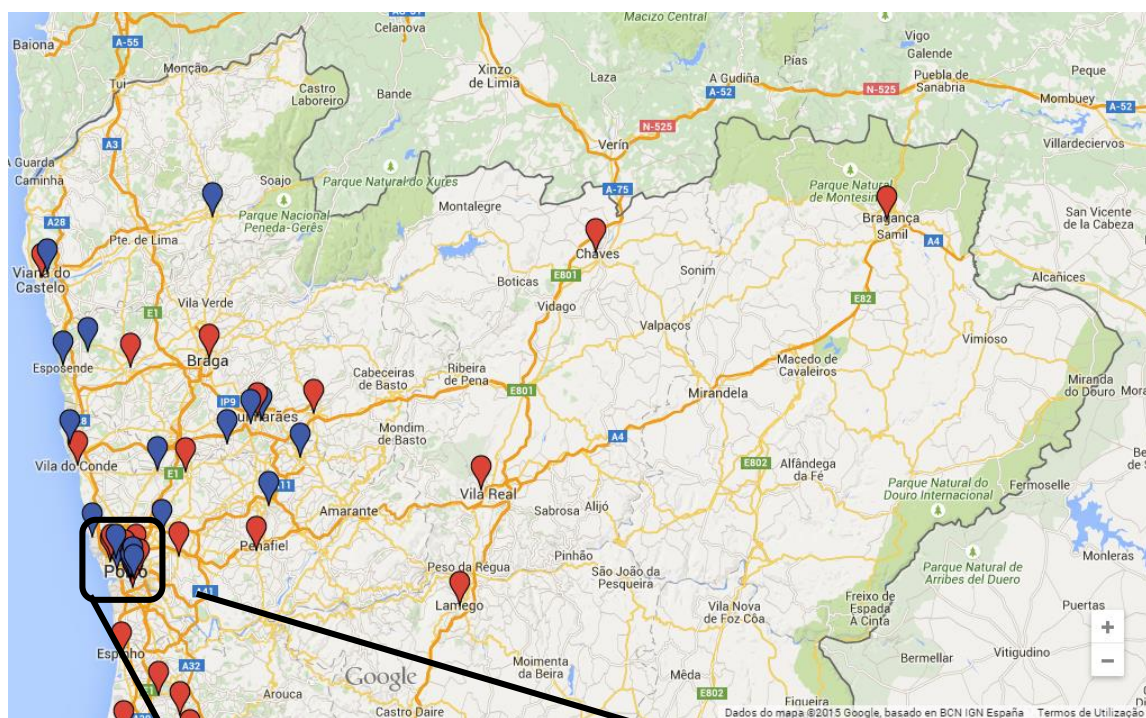 A-55
Baiona
Celanova
Macizo Central
Vigo
Galende
Monção
Tui
Castro
Laboreiro
Bande
Xinzo
de Limia
Laza
A Gudiña
Pías
A-52
N-525
Puebla de
Sanabria
Peque
Mombuey
A-52
A3
N-525
Verín
Villardeciervos
A Guarda
Caminha
Soajo
Parque Natural do Xurés
A-75
Parque Natural
de Montesinho
Bragança
Samil
A4
San Vicente
de la Cabeza
A28
Parque Nacional
Peneda-Gerês
Montalegre
Pte. de Lima
Chaves
E801
Boticas
Sonim
E82
Alcañices
Viana do
Castelo
Vila Verde
E1
Vidago
Valpaços
Vimioso
Esposende
Braga
Cabeceiras
de Basto
Ribeira
de Pena
E801
Macedo de
Cavaleiros
Mirandela
Miranda
do Douro
IP9
Guimarães
Mondim
de Basto
A4
Vila do Conde
E1
E802
Alfândega
da Fé
Vila Real
Parque Natural do
Douro Internacional
Fermoselle
A11
Amarante
Sabrosa
Alijó
Penafiel
Pinhão
Monleras
Porto
Peso da Régua
São João da
Pesqueira
Parque Natural de
Arribes del Duero
A41
Lamego
Vila Nova
de Foz Côa
Freixo de
Espada
À Cinta
Puertas
+
Espinho
A32
Google
Moimenta
da Beira
Mêda
Bermellar
Vitigudino
−
Arouca
E802
Castro Daire
Figueira
Dados do mapa ©2015 Google, basado en BCN IGN España
Termos de Utilização